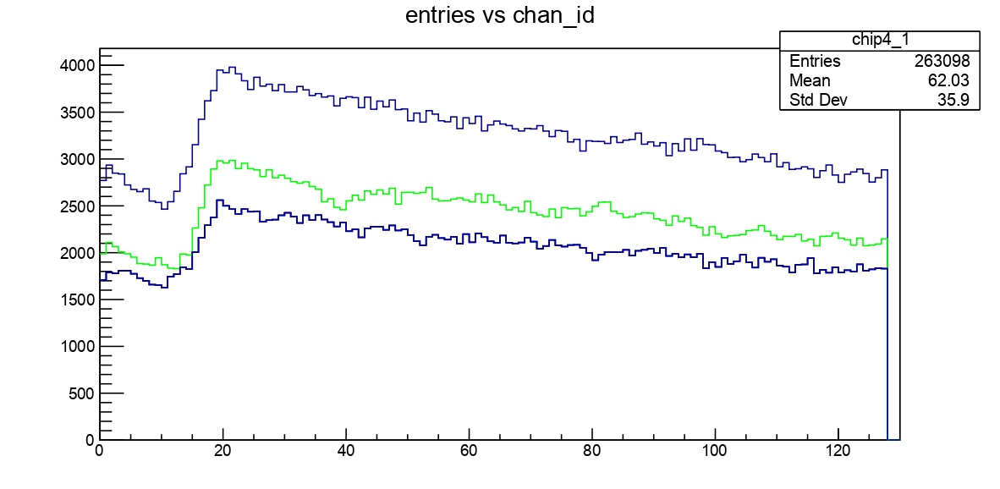 entries vs chan_id
chip4_1
Entries 263098
Mean 62.03
Std Dev 35.9
4000
3500
3000
2500
2000
1500
1000
500
0
0 20 40 60 80 100 120